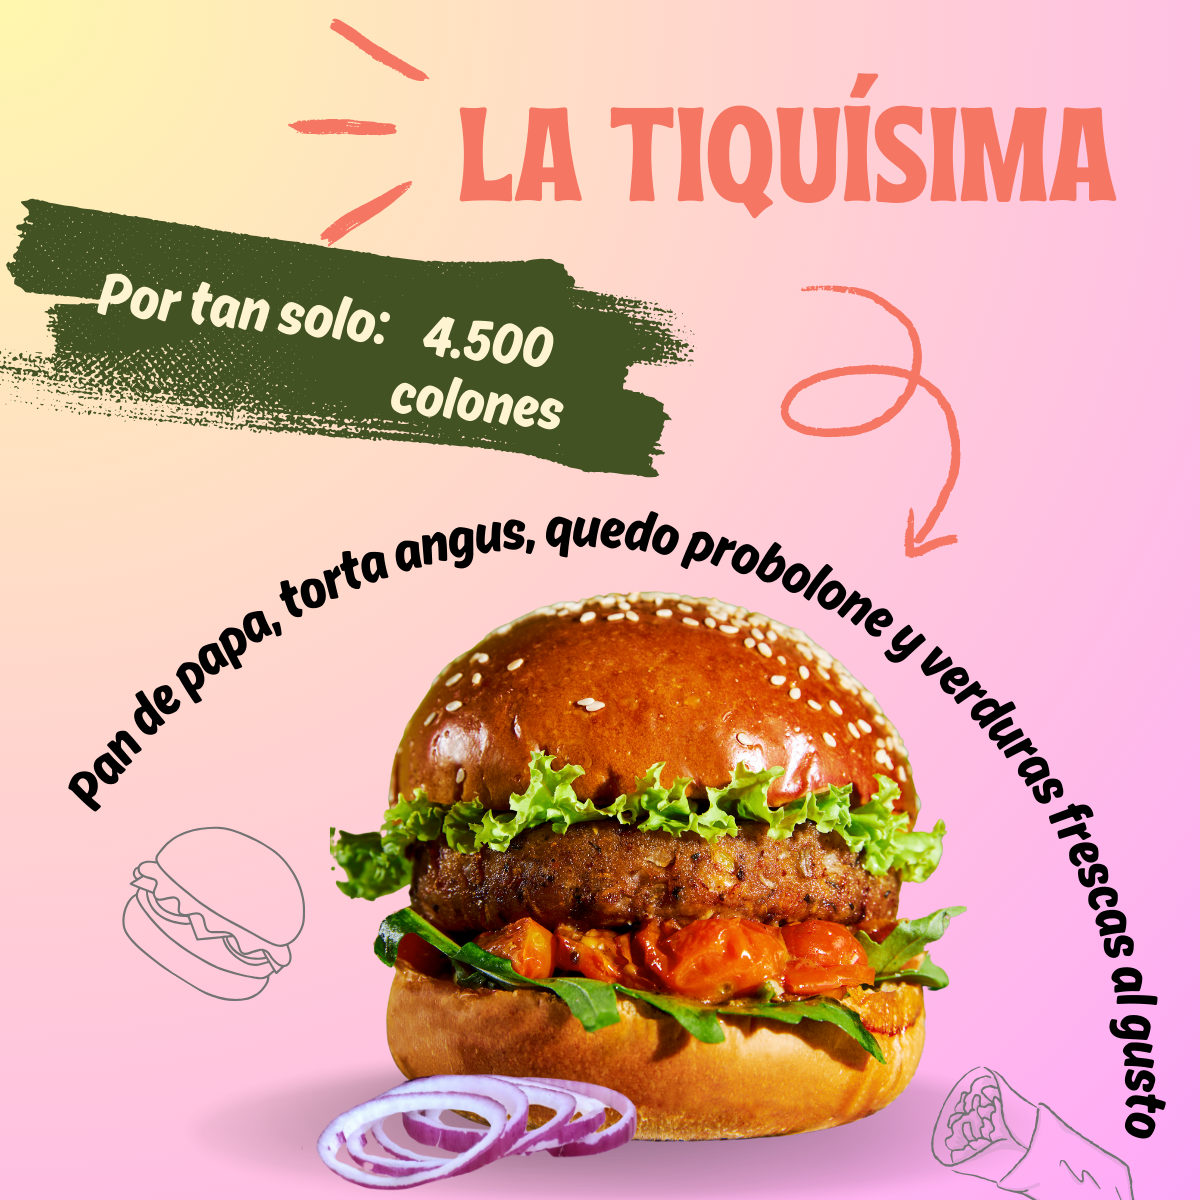 LA TIQUÍSIMA
Por tan solo: 4.500
colones
Pan de papa, torta angus, quedo probolone y verduras frescas al gusto